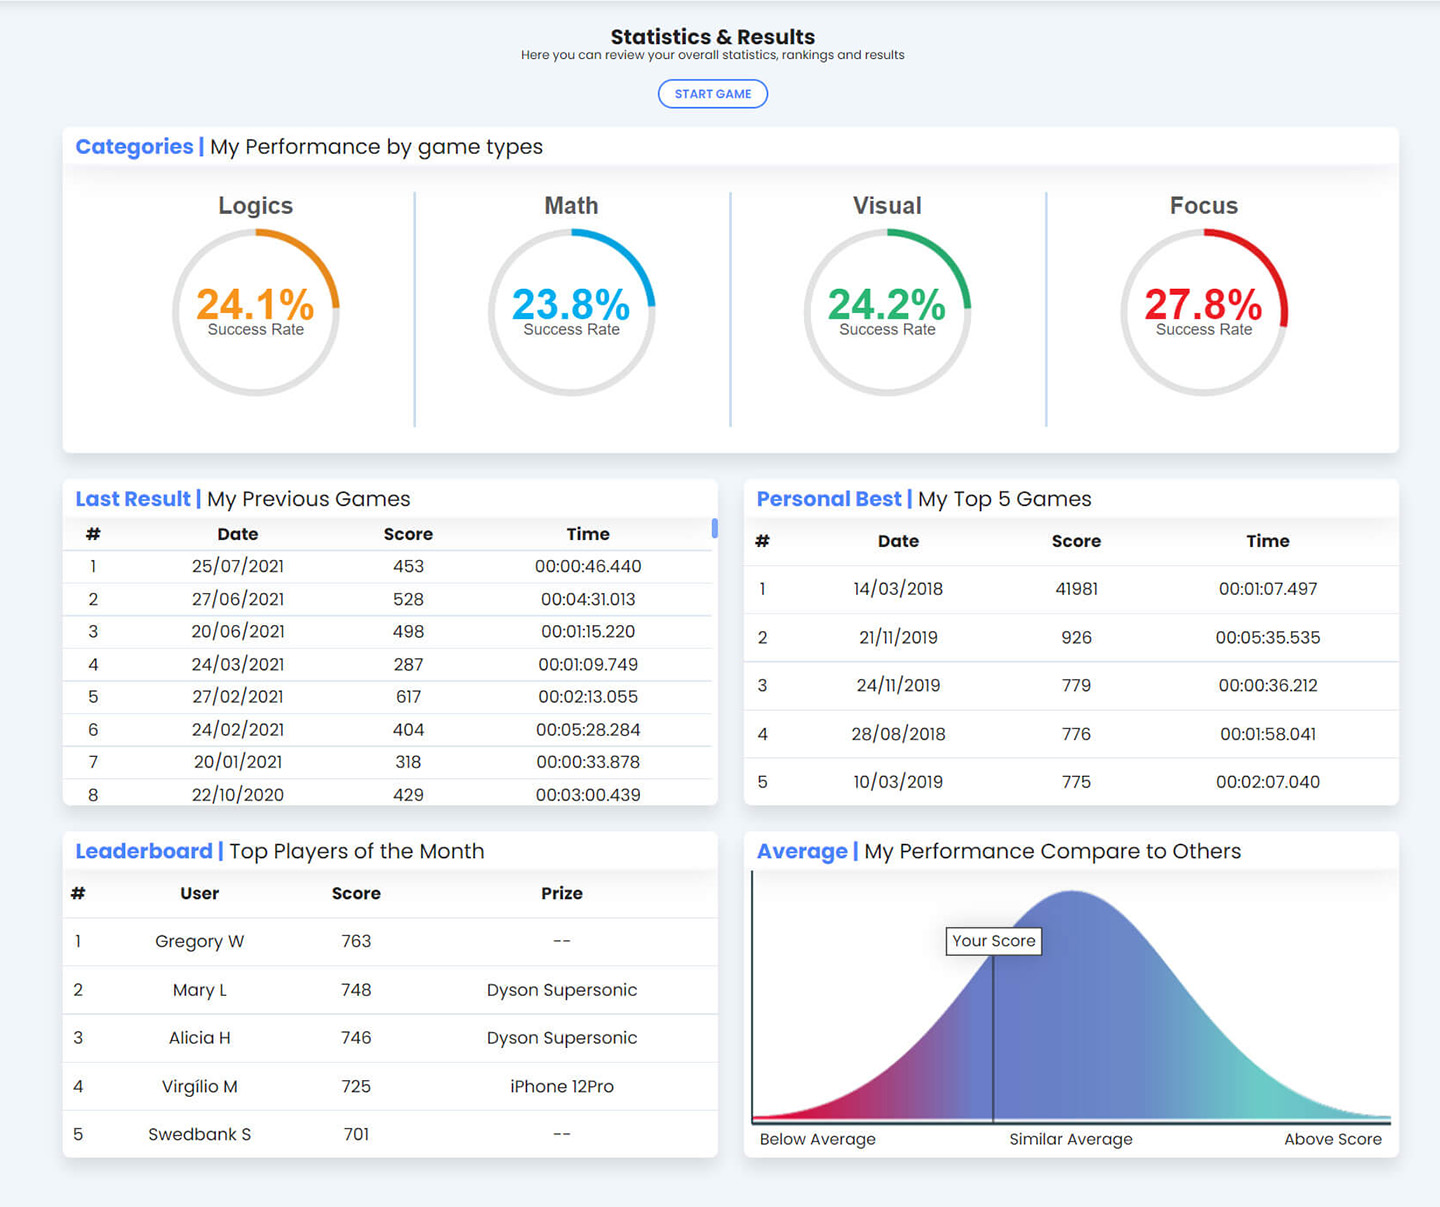 Statistics & Results
Here you can review your overall statistics, rankings and results
START GAME
Categories | My Performance by game types
Logics
24.1%
Success Rate
Math
23.8%
Success Rate
Visual
24.2%
Success Rate
Focus
27.8%
Success Rate
Last Result | My Previous Games
# Date Score Time
1 25/07/2021 453 00:00:46.440
2 27/06/2021 528 00:04:31.013
3 20/06/2021 498 00:01:15.220
4 24/03/2021 287 00:01:09.749
5 27/02/2021 617 00:02:13.055
6 24/02/2021 404 00:05:28.284
7 20/01/2021 318 00:00:33.878
8 22/10/2020 429 00:03:00.439
Personal Best | My Top 5 Games
# Date Score Time
1 14/03/2018 41981 00:01:07.497
2 21/11/2019 926 00:05:35.535
3 24/11/2019 779 00:00:36.212
4 28/08/2018 776 00:01:58.041
5 10/03/2019 775 00:02:07.040
Leaderboard | Top Players of the Month
# User Score Prize
1 Gregory W 763 --
2 Mary L 748 Dyson Supersonic
3 Alicia H 746 Dyson Supersonic
4 Virgílio M 725 iPhone 12Pro
5 Swedbank S 701 --
Average | My Performance Compare to Others
Your Score
Below Average Similar Average Above Score